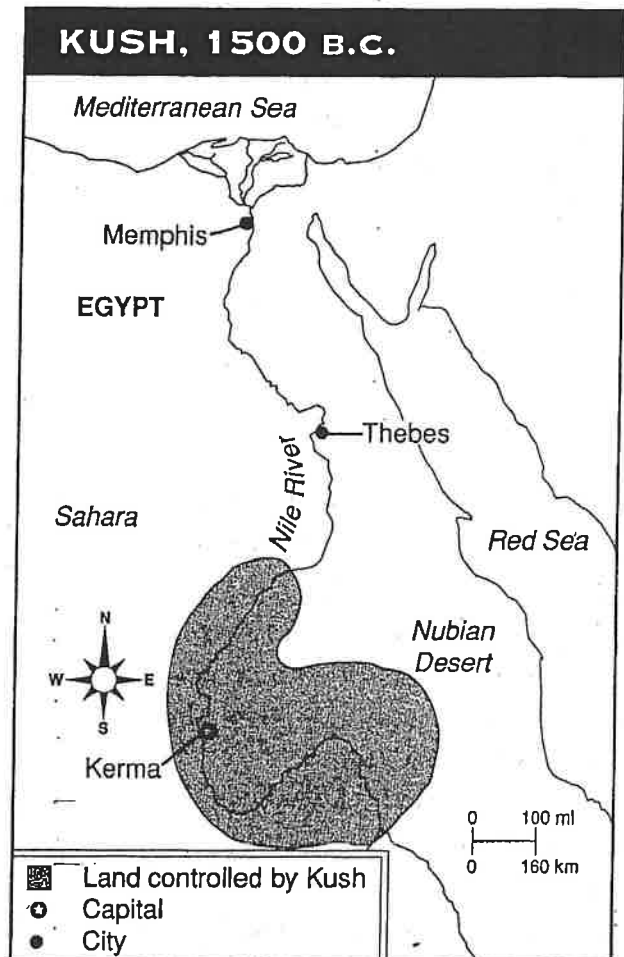 KUSH, 1500 B.C.
Mediterranean Sea
Memphis
EGYPT
Thebes
Nile River
Sahara
Red Sea
Nubian
Desert
N
W E
S
Kerma
0 100 mi
0 160 km
Land controlled by Kush
Capital
City